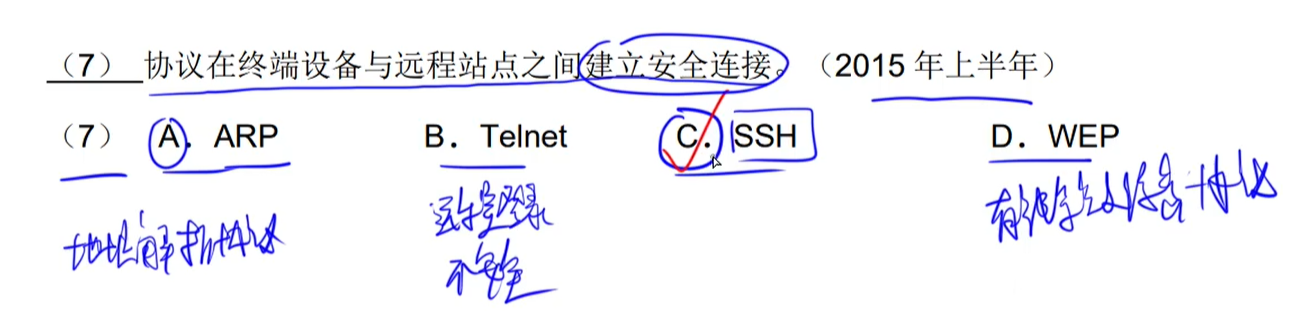 （7） 协议在终端设备与远程站点之间建立安全连接。（2015 年上半年）
（7） A．ARP B．Telnet C．SSH D．WEP
地址解析协议 远程登录 有线等效保密协议
不安全